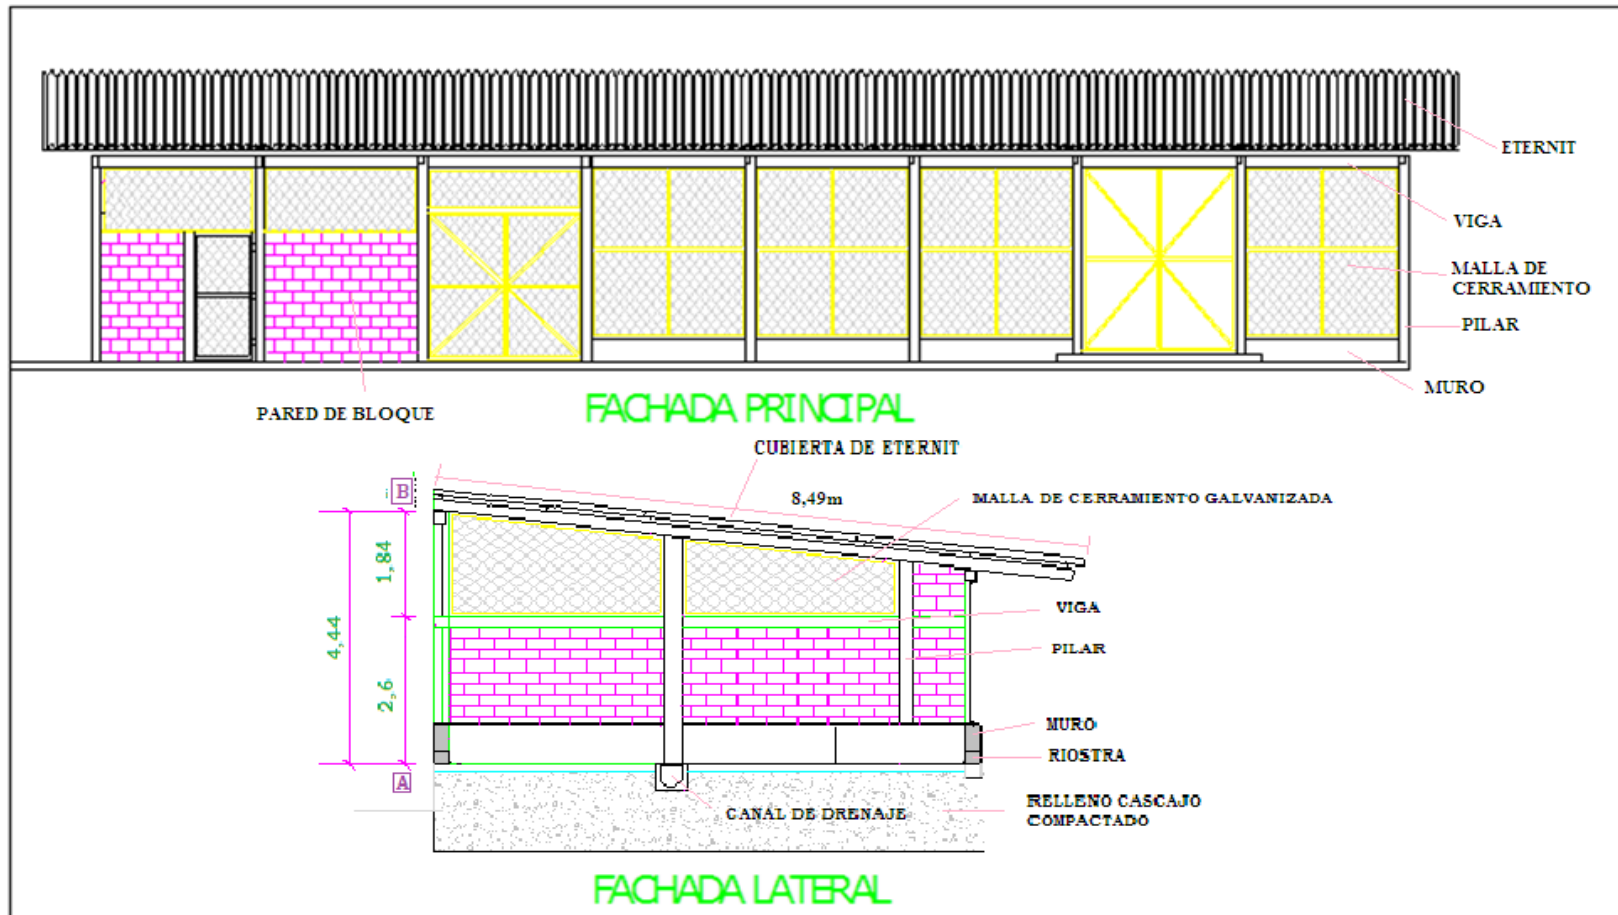 ETERNIT
VIGA
MALLA DE
CERRAMIENTO
PILAR
MURO
PARED DE BLOQUE
FACHADA PRINCIPAL
CUBIERTA DE ETERNIT
B
8,49m
MALLA DE CERRAMIENTO GALVANIZADA
1,84
4,44
VIGA
PILAR
2,6
MURO
RIOSTRA
A
CANAL DE DRENAJE
RELLENO CASCAJO
COMPACTADO
FACHADA LATERAL